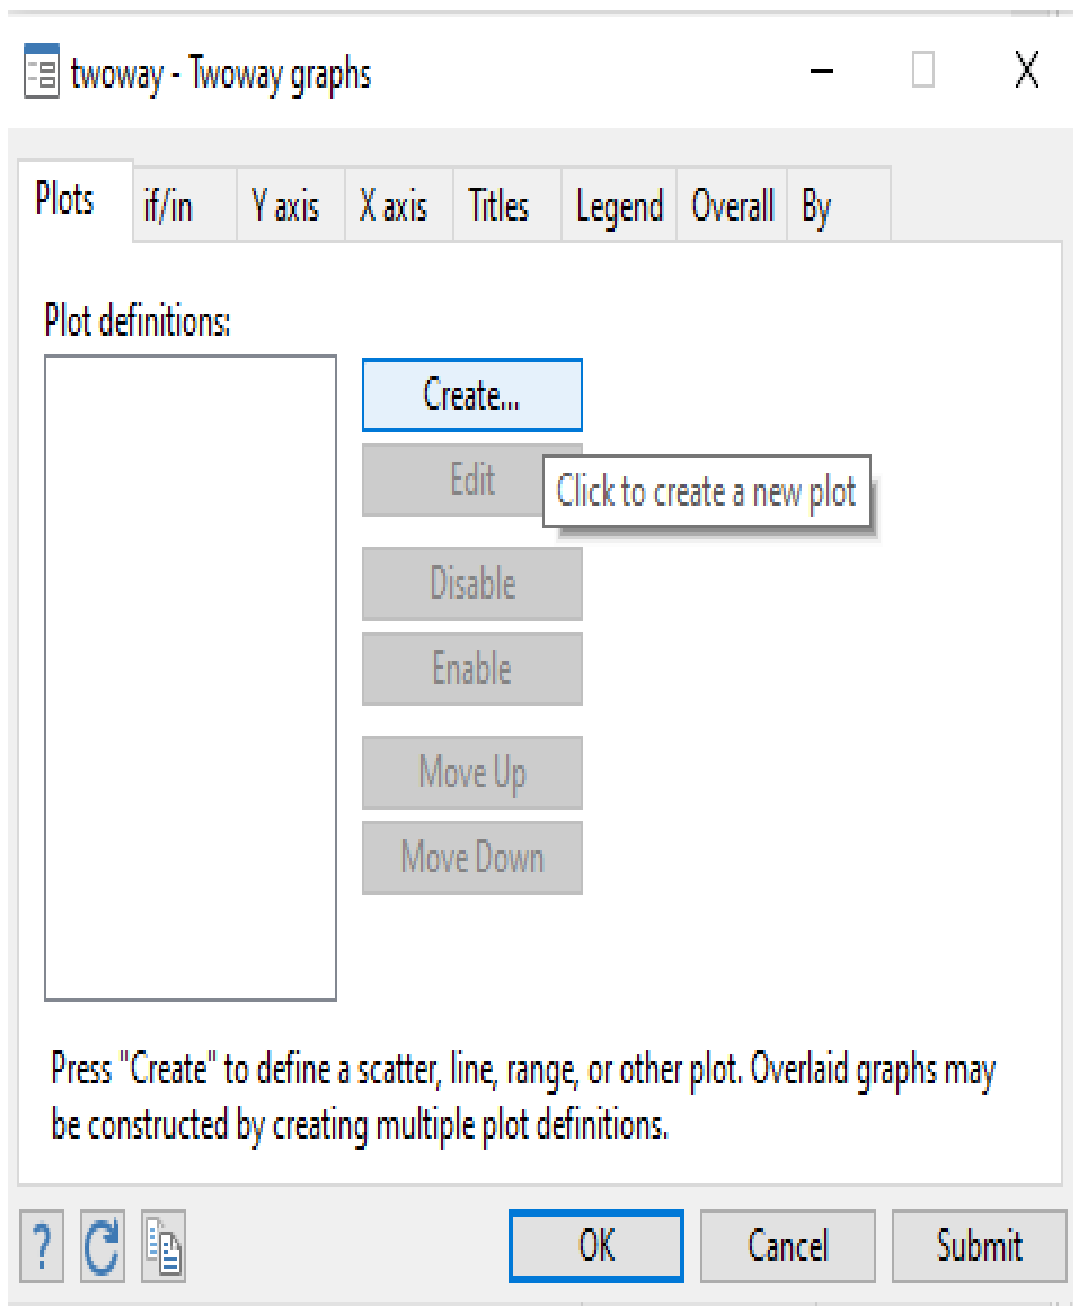 twoway - Twoway graphs
Plots if/in Y axis X axis Titles Legend Overall By
Plot definitions:
Create...
Edit
Click to create a new plot
Disable
Enable
Move Up
Move Down
Press "Create" to define a scatter, line, range, or other plot. Overlaid graphs may
be constructed by creating multiple plot definitions.
? OK Cancel Submit